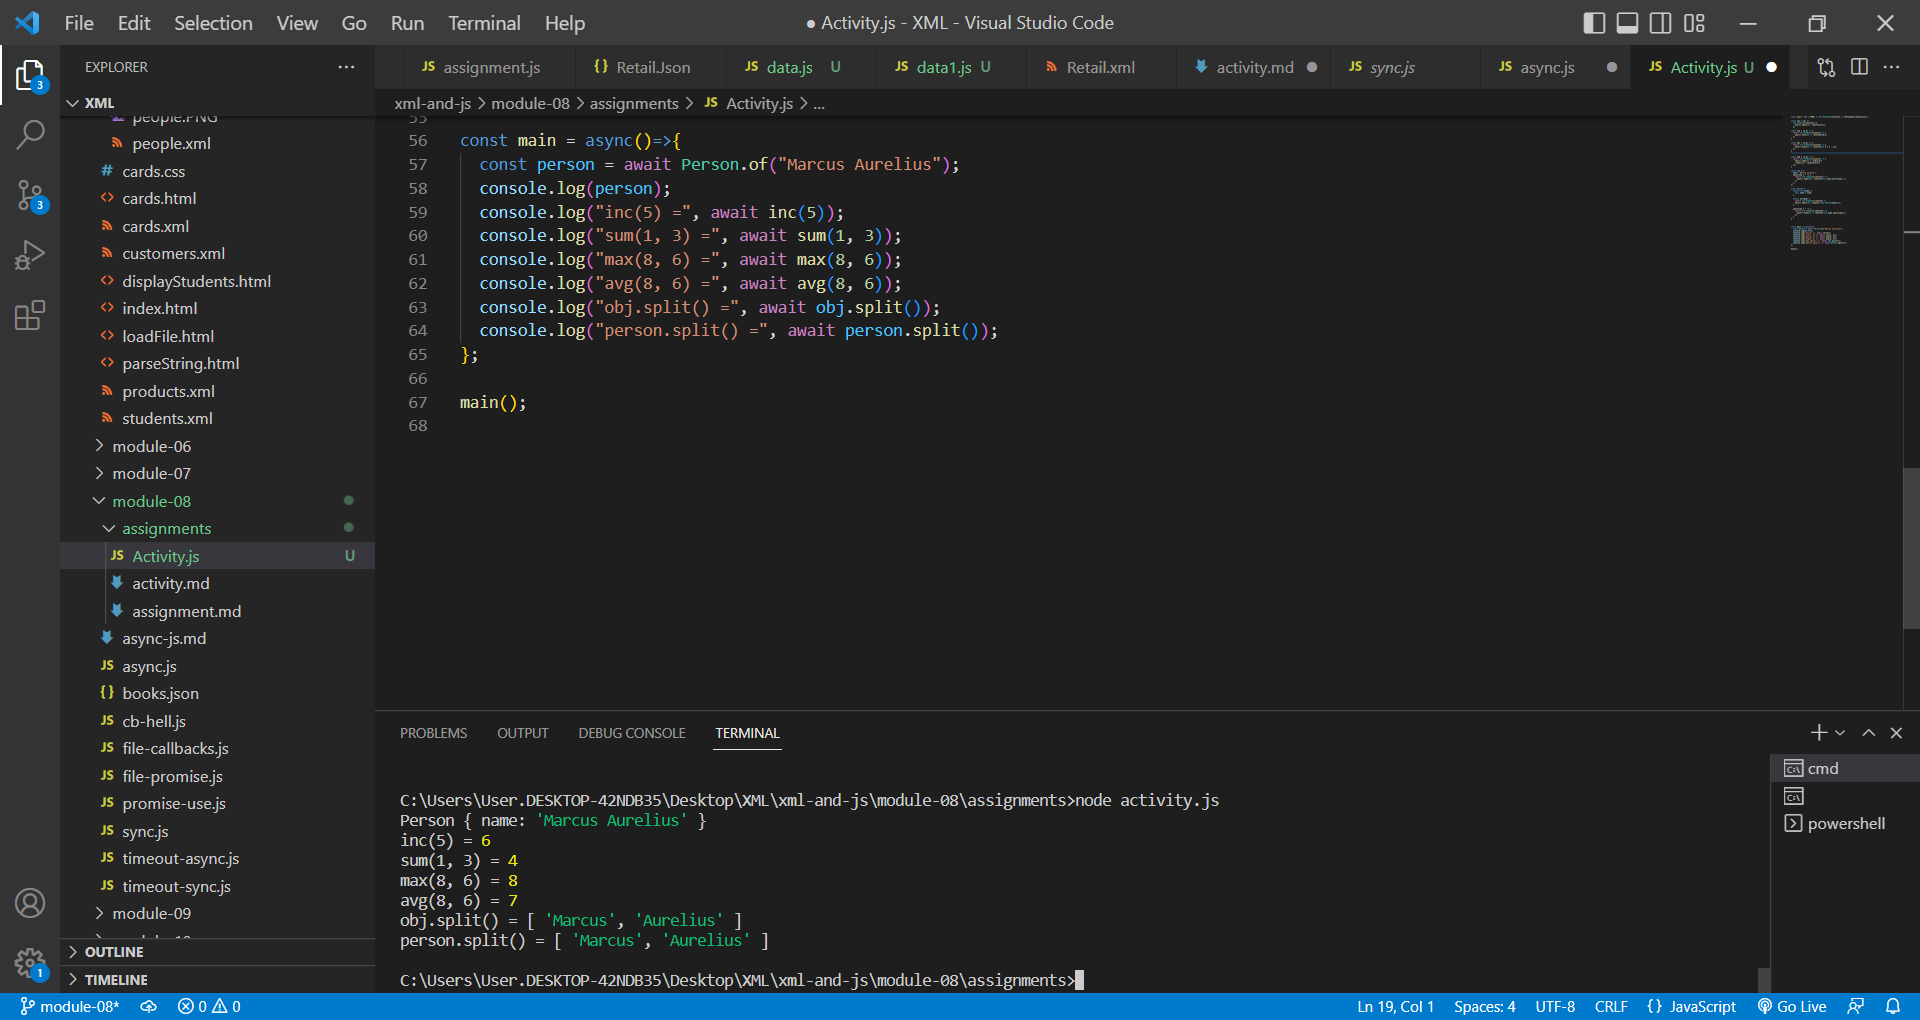 File Edit Selection View Go Run Terminal Help
● Activity.js - XML - Visual Studio Code
EXPLORER
XML
people.PNG
people.xml
# cards.css
<> cards.html
cards.xml
customers.xml
<> displayStudents.html
<> index.html
<> loadFile.html
<> parseString.html
products.xml
students.xml
module-06
module-07
module-08
assignments
JS Activity.js U
activity.md
assignment.md
async-js.md
JS async.js
{} books.json
JS cb-hell.js
JS file-callbacks.js
JS file-promise.js
JS promise-use.js
JS sync.js
JS timeout-async.js
JS timeout-sync.js
module-09
OUTLINE
TIMELINE
3
3
1
JS assignment.js {} Retail.Json JS data.js U JS data1.js U Retail.xml activity.md ● JS sync.js JS async.js ● JS Activity.js U ●
xml-and-js > module-08 > assignments > JS Activity.js > ...
55
56 const main = async()=>{
57 const person = await Person.of("Marcus Aurelius");
58 console.log(person);
59 console.log("inc(5) =", await inc(5));
60 console.log("sum(1, 3) =", await sum(1, 3));
61 console.log("max(8, 6) =", await max(8, 6));
62 console.log("avg(8, 6) =", await avg(8, 6));
63 console.log("obj.split() =", await obj.split());
64 console.log("person.split() =", await person.split());
65 };
66
67 main();
68
PROBLEMS OUTPUT DEBUG CONSOLE TERMINAL
C:\Users\User.DESKTOP-42NDB35\Desktop\XML\xml-and-js\module-08\assignments>node activity.js
Person { name: 'Marcus Aurelius' }
inc(5) = 6
sum(1, 3) = 4
max(8, 6) = 8
avg(8, 6) = 7
obj.split() = [ 'Marcus', 'Aurelius' ]
person.split() = [ 'Marcus', 'Aurelius' ]
C:\Users\User.DESKTOP-42NDB35\Desktop\XML\xml-and-js\module-08\assignments>
cmd
powershell
module-08* 0 0 Ln 19, Col 1 Spaces: 4 UTF-8 CRLF {} JavaScript Go Live